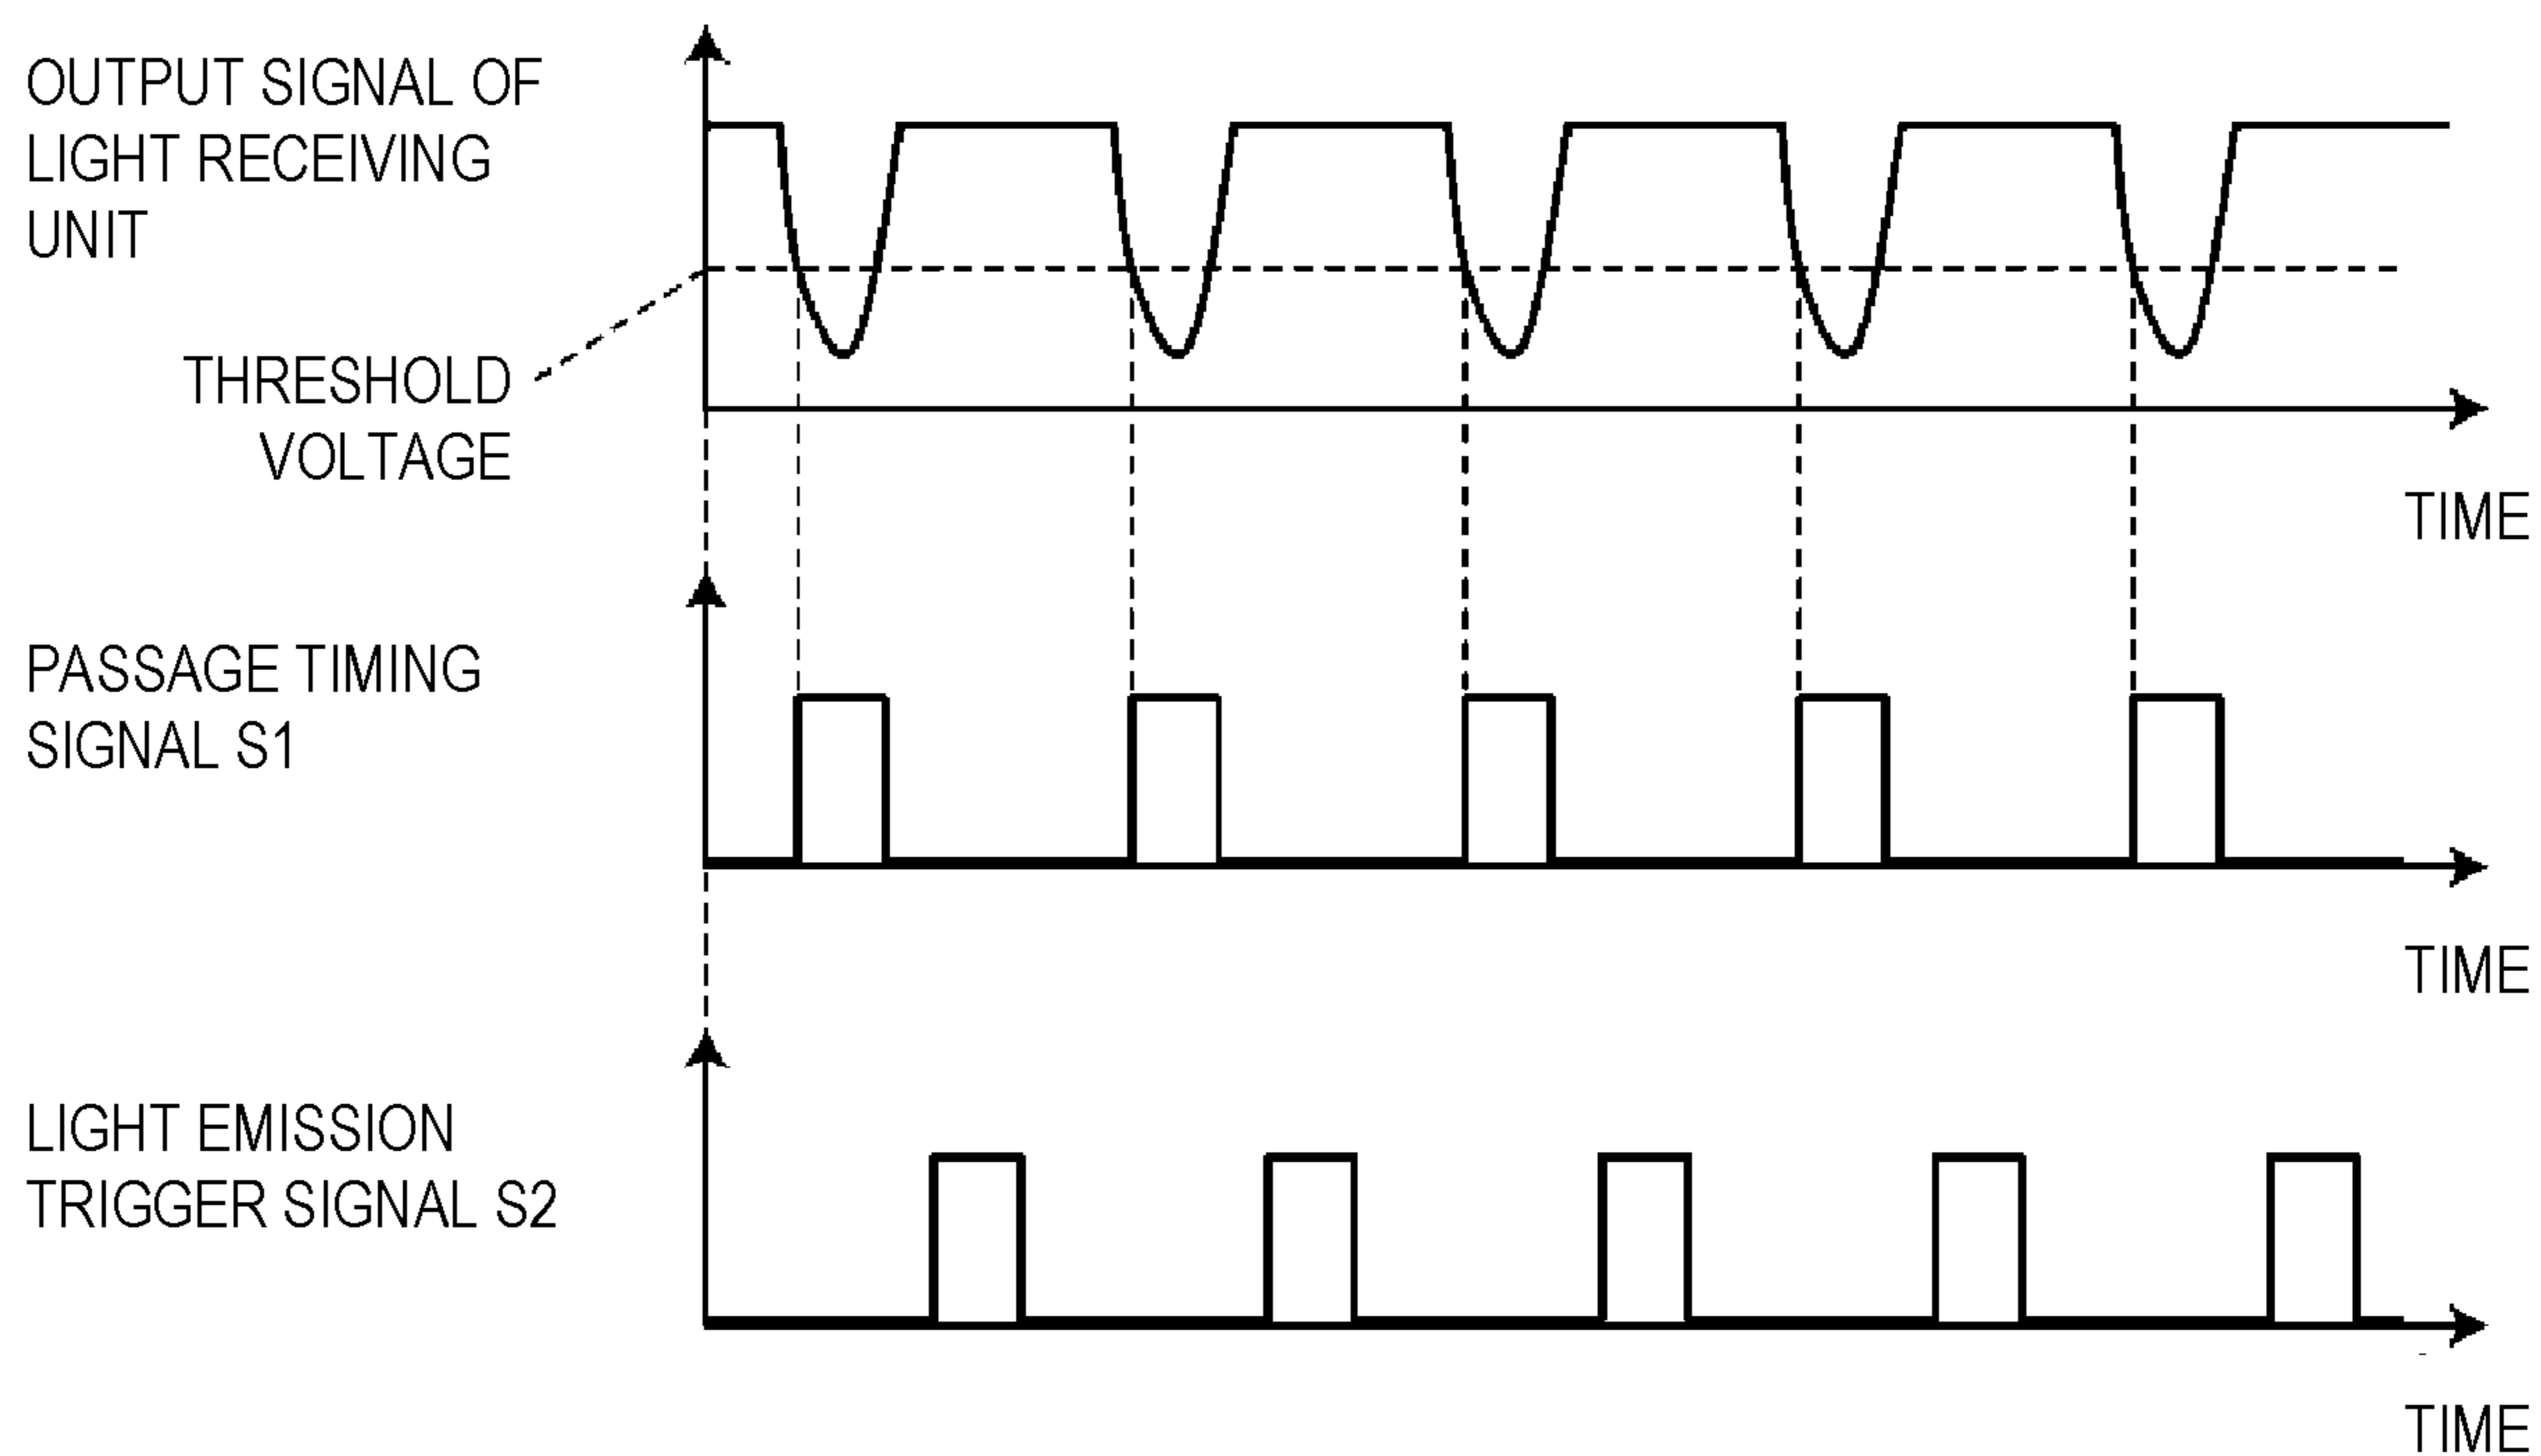 OUTPUT SIGNAL OF
LIGHT RECEIVING
UNIT
THRESHOLD
VOLTAGE
TIME
PASSAGE TIMING
SIGNAL S1
TIME
LIGHT EMISSION
TRIGGER SIGNAL S2
TIME